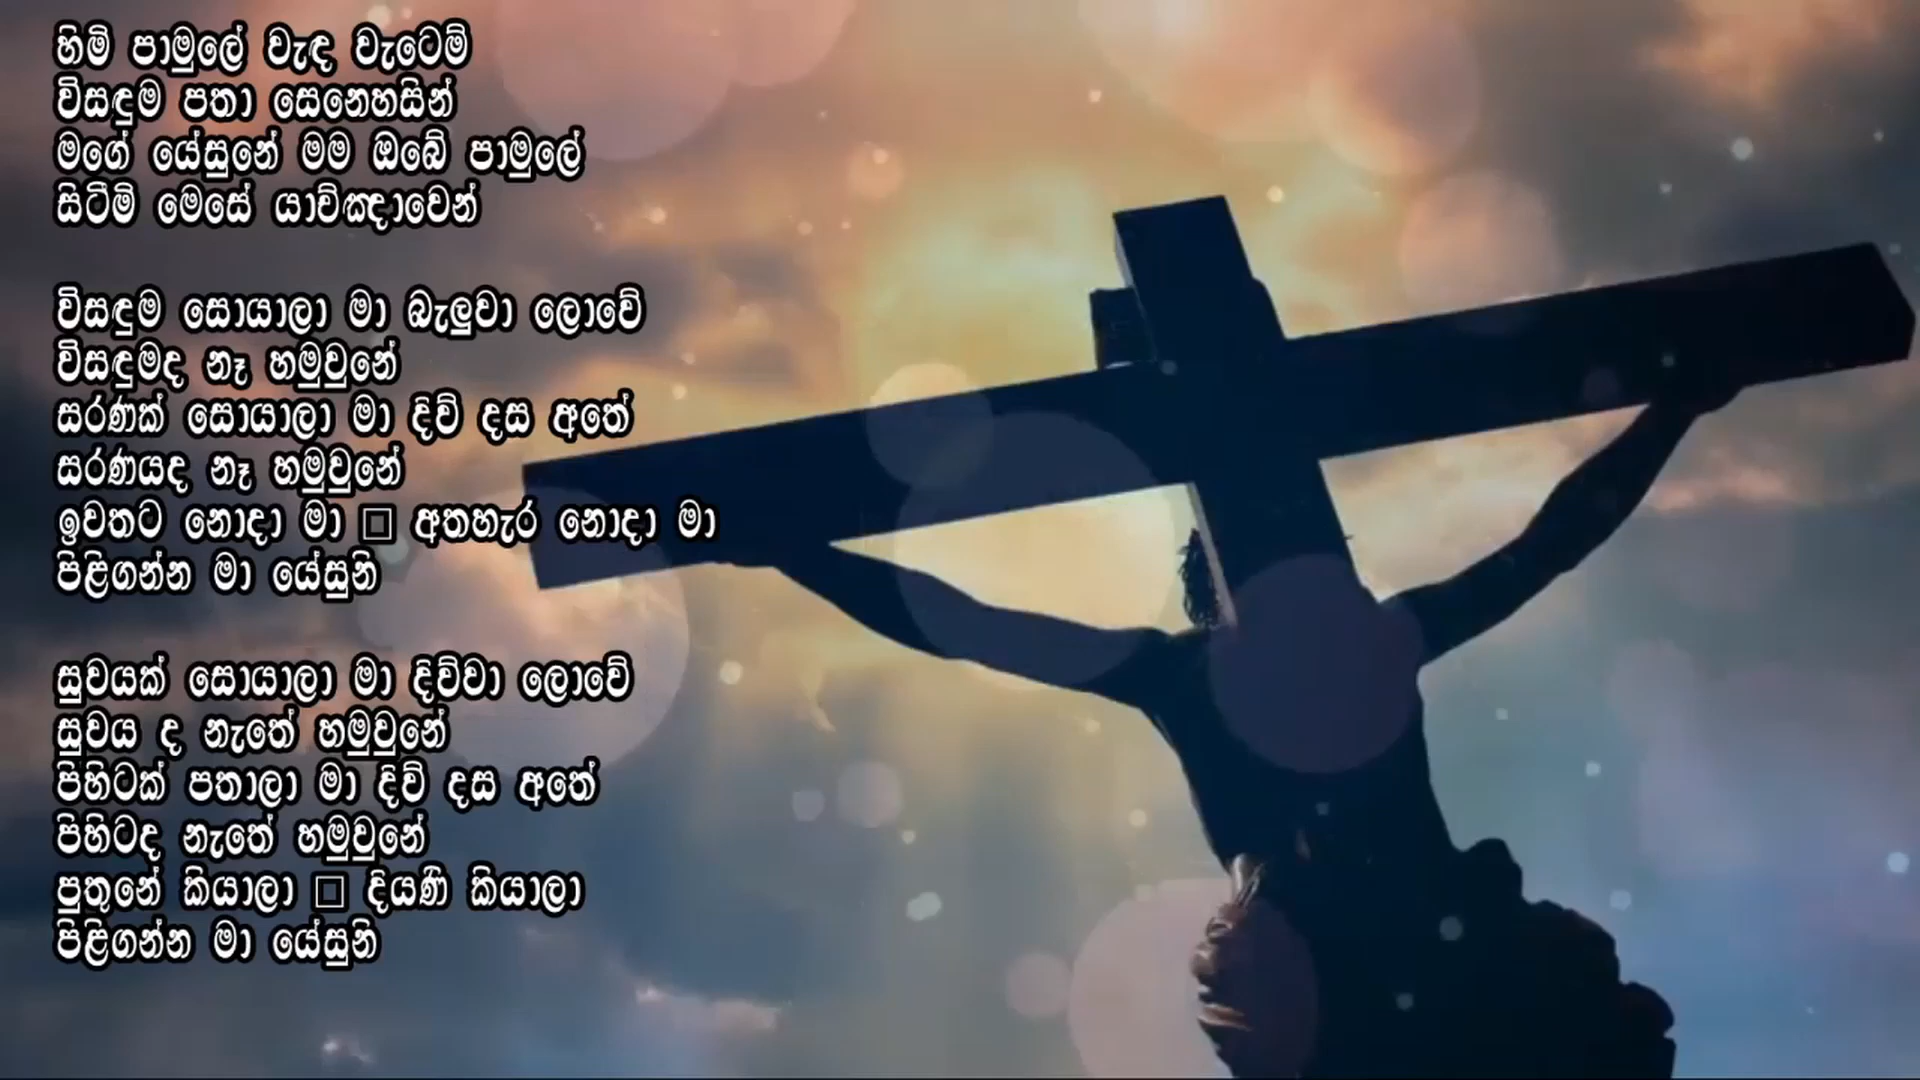 හිමි පාමුලේ වැඳ වැටෙම්
විසඳුම පතා සෙනෙහසින්
මගේ යේසුනේ මම ඔබේ පාමුලේ
සිටිමි මෙසේ යාච්ඤාවෙන්
විසඳුම සොයාලා මා බැලුවා ලොවේ
විසඳුමද නෑ හමුවුනේ
සරණක් සොයාලා මා දිව් දස අතේ
සරණයද නෑ හමුවුනේ
ඉවතට නොදා මා □ අතහැර නොදා මා
පිළිගන්න මා යේසුනි
සුවයක් සොයාලා මා දිව්වා ලොවේ
සුවය ද නැතේ හමුවුනේ
පිහිටක් පතාලා මා දිව් දස අතේ
පිහිටද නැතේ හමුවුනේ
පුතුනේ කියාලා □ දියණි කියාලා
පිළිගන්න මා යේසුනි